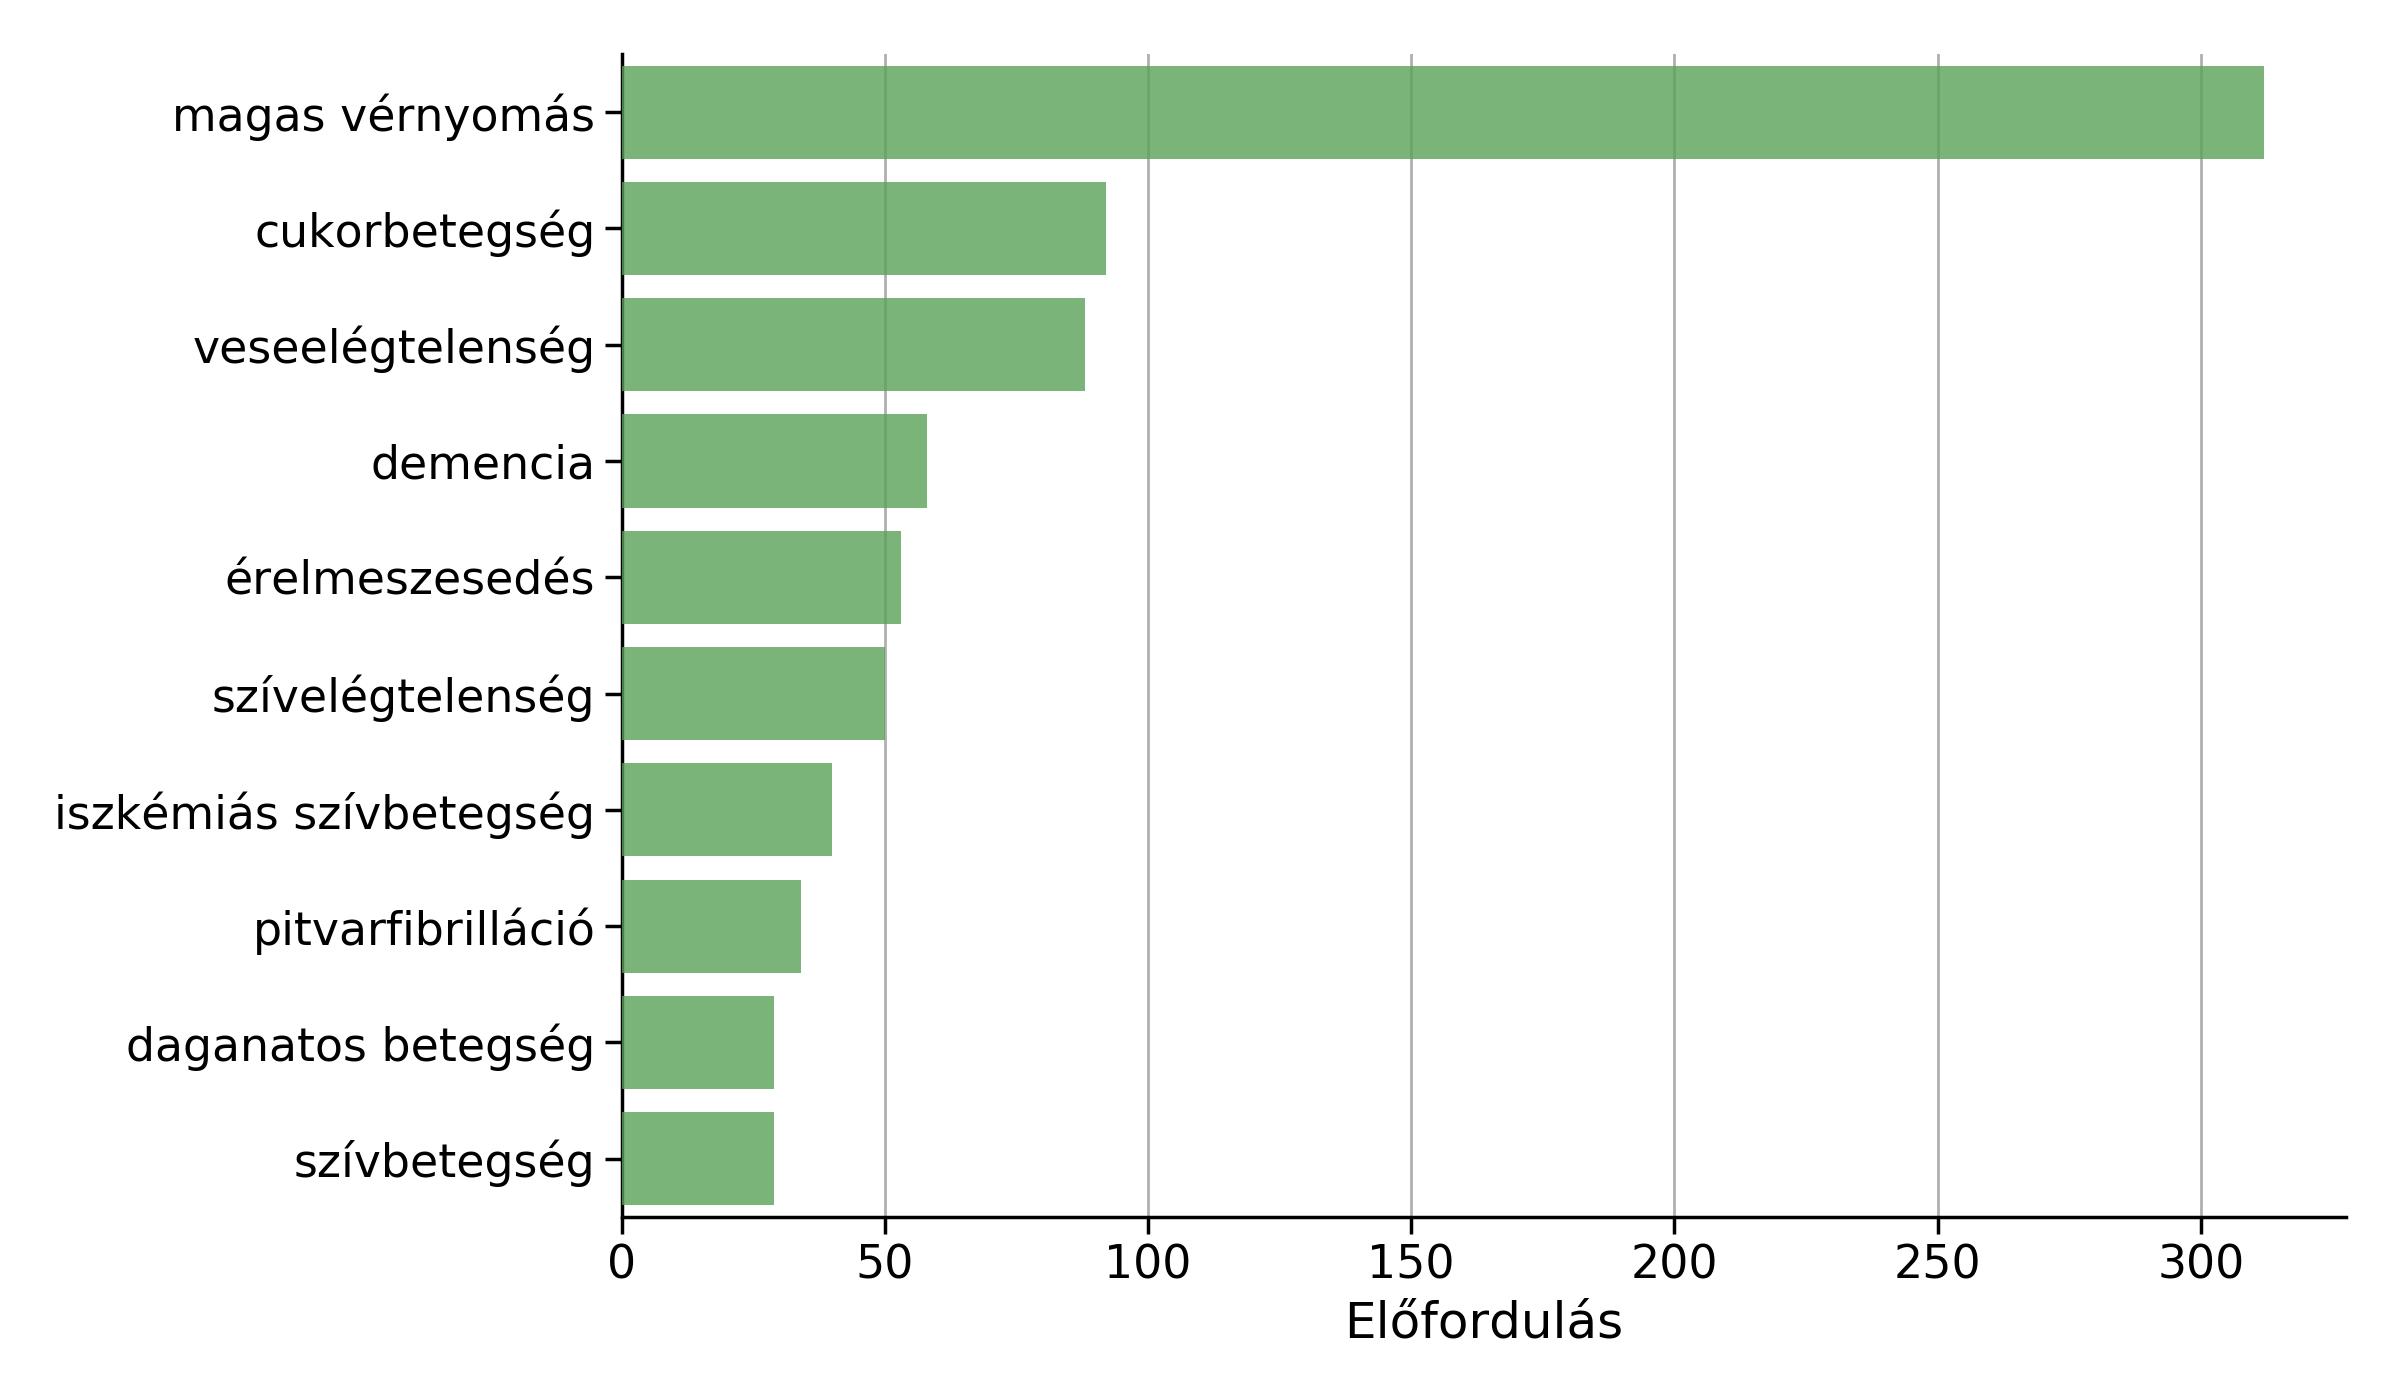 magas vérnyomás
cukorbetegség
veseelégtelenség
demencia
érelmeszesedés
szívelégtelenség
iszkémiás szívbetegség
pitvarfibrilláció
daganatos betegség
szívbetegség
0 50 100 150 200 250 300
Előfordulás